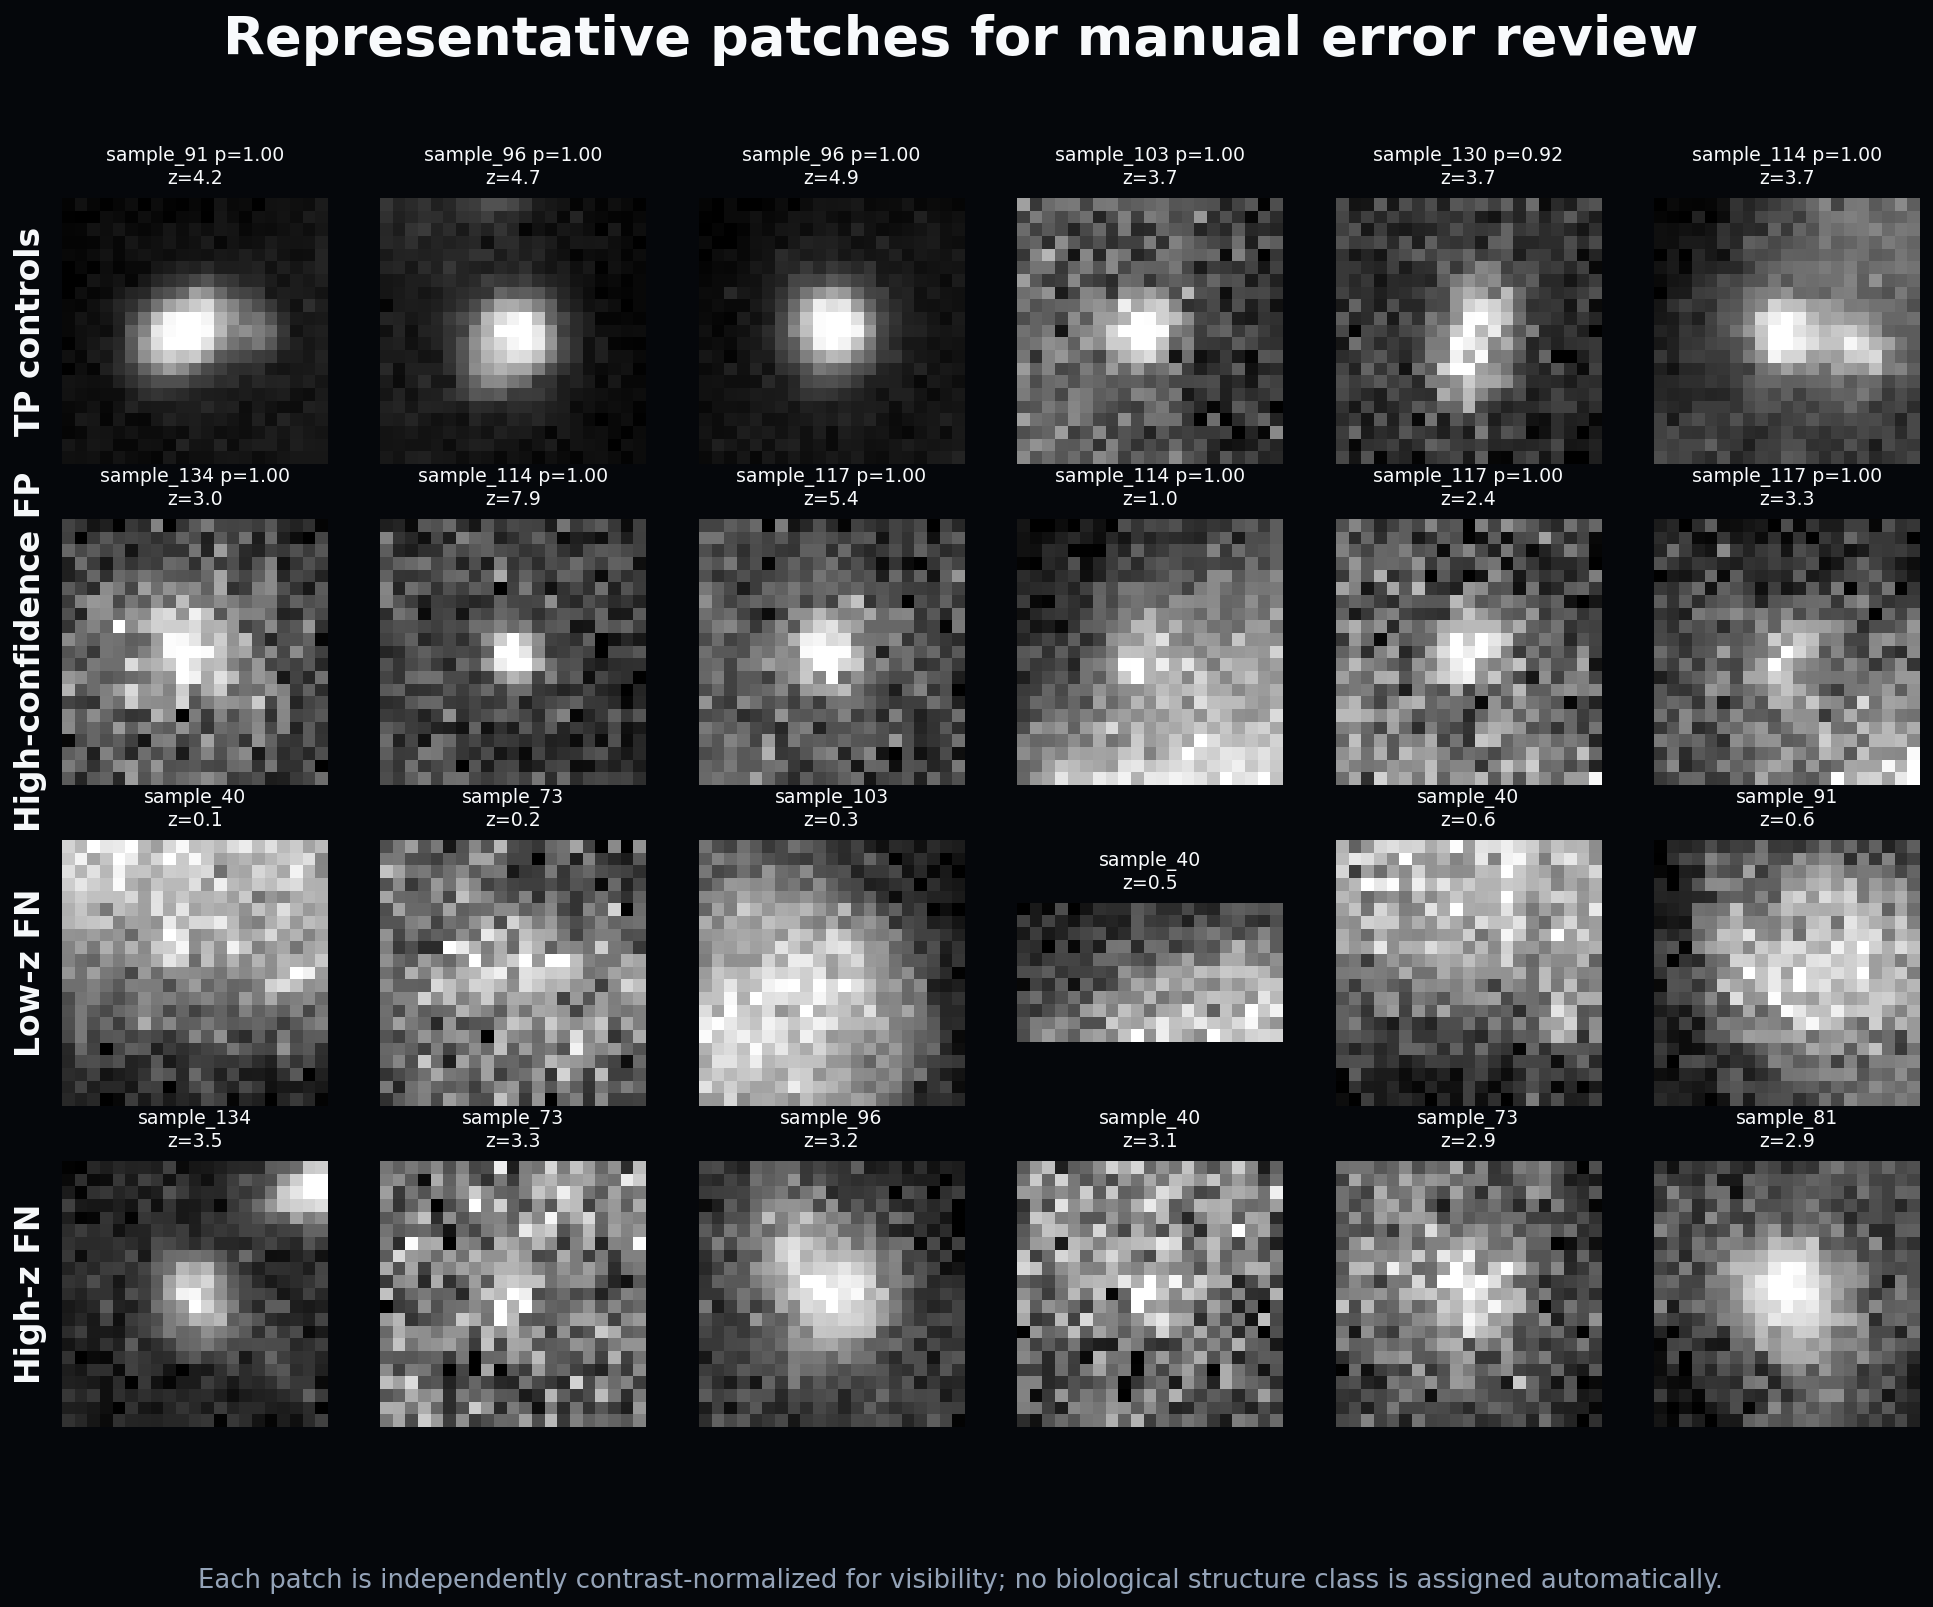 Representative patches for manual error review
sample_91 p=1.00
z=4.2
sample_96 p=1.00
z=4.7
sample_96 p=1.00
z=4.9
sample_103 p=1.00
z=3.7
sample_130 p=0.92
z=3.7
sample_114 p=1.00
z=3.7
TP controls
sample_134 p=1.00
z=3.0
sample_114 p=1.00
z=7.9
sample_117 p=1.00
z=5.4
sample_114 p=1.00
z=1.0
sample_117 p=1.00
z=2.4
sample_117 p=1.00
z=3.3
High-confidence FP
sample_40
z=0.1
sample_73
z=0.2
sample_103
z=0.3
sample_40
z=0.5
sample_40
z=0.6
sample_91
z=0.6
Low-z FN
sample_134
z=3.5
sample_73
z=3.3
sample_96
z=3.2
sample_40
z=3.1
sample_73
z=2.9
sample_81
z=2.9
High-z FN
Each patch is independently contrast-normalized for visibility; no biological structure class is assigned automatically.